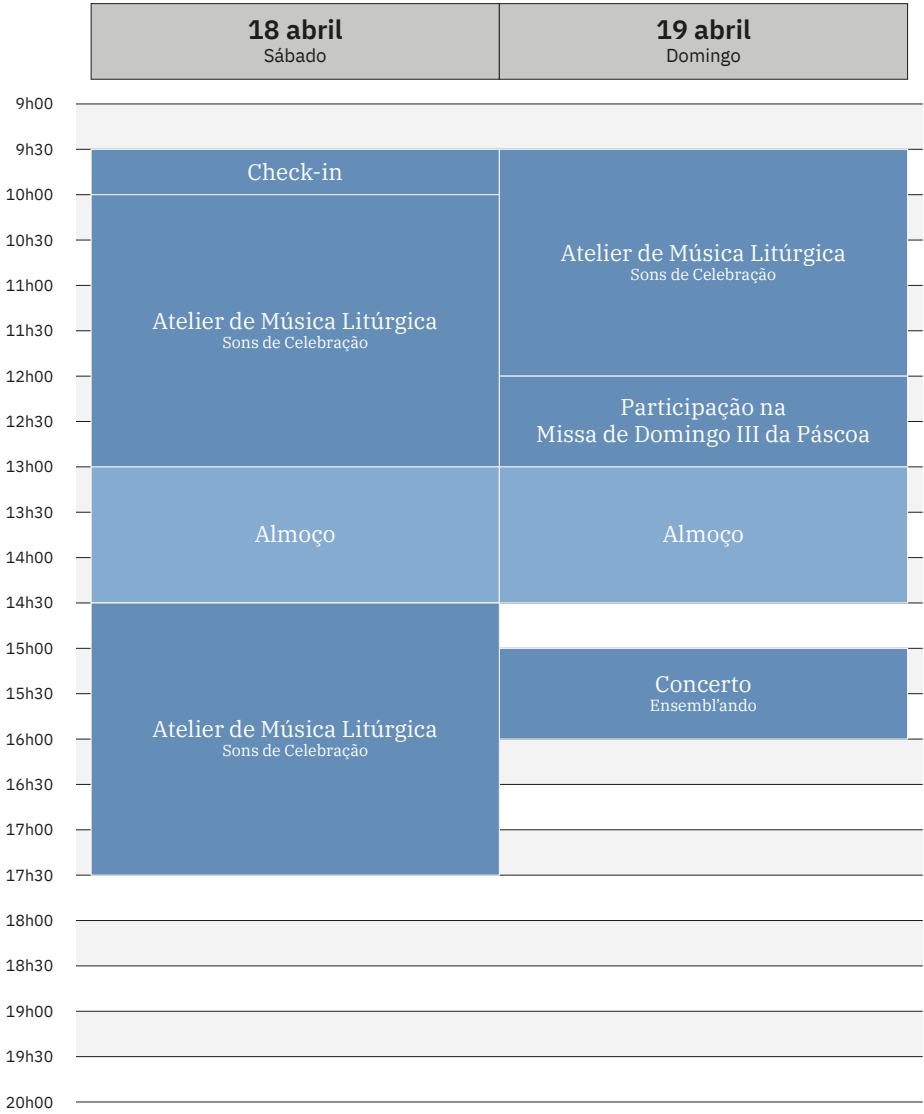 18 abril
Sábado
19 abril
Domingo
9h00
9h30
10h00
10h30
11h00
11h30
12h00
12h30
13h00
13h30
14h00
14h30
15h00
15h30
16h00
16h30
17h00
17h30
18h00
18h30
19h00
19h30
20h00
Check-in
Atelier de Música Litúrgica
Sons de Celebração
Almoço
Atelier de Música Litúrgica
Sons de Celebração
Atelier de Música Litúrgica
Sons de Celebração
Participação na
Missa de Domingo III da Páscoa
Almoço
Concerto
Ensembl’ando